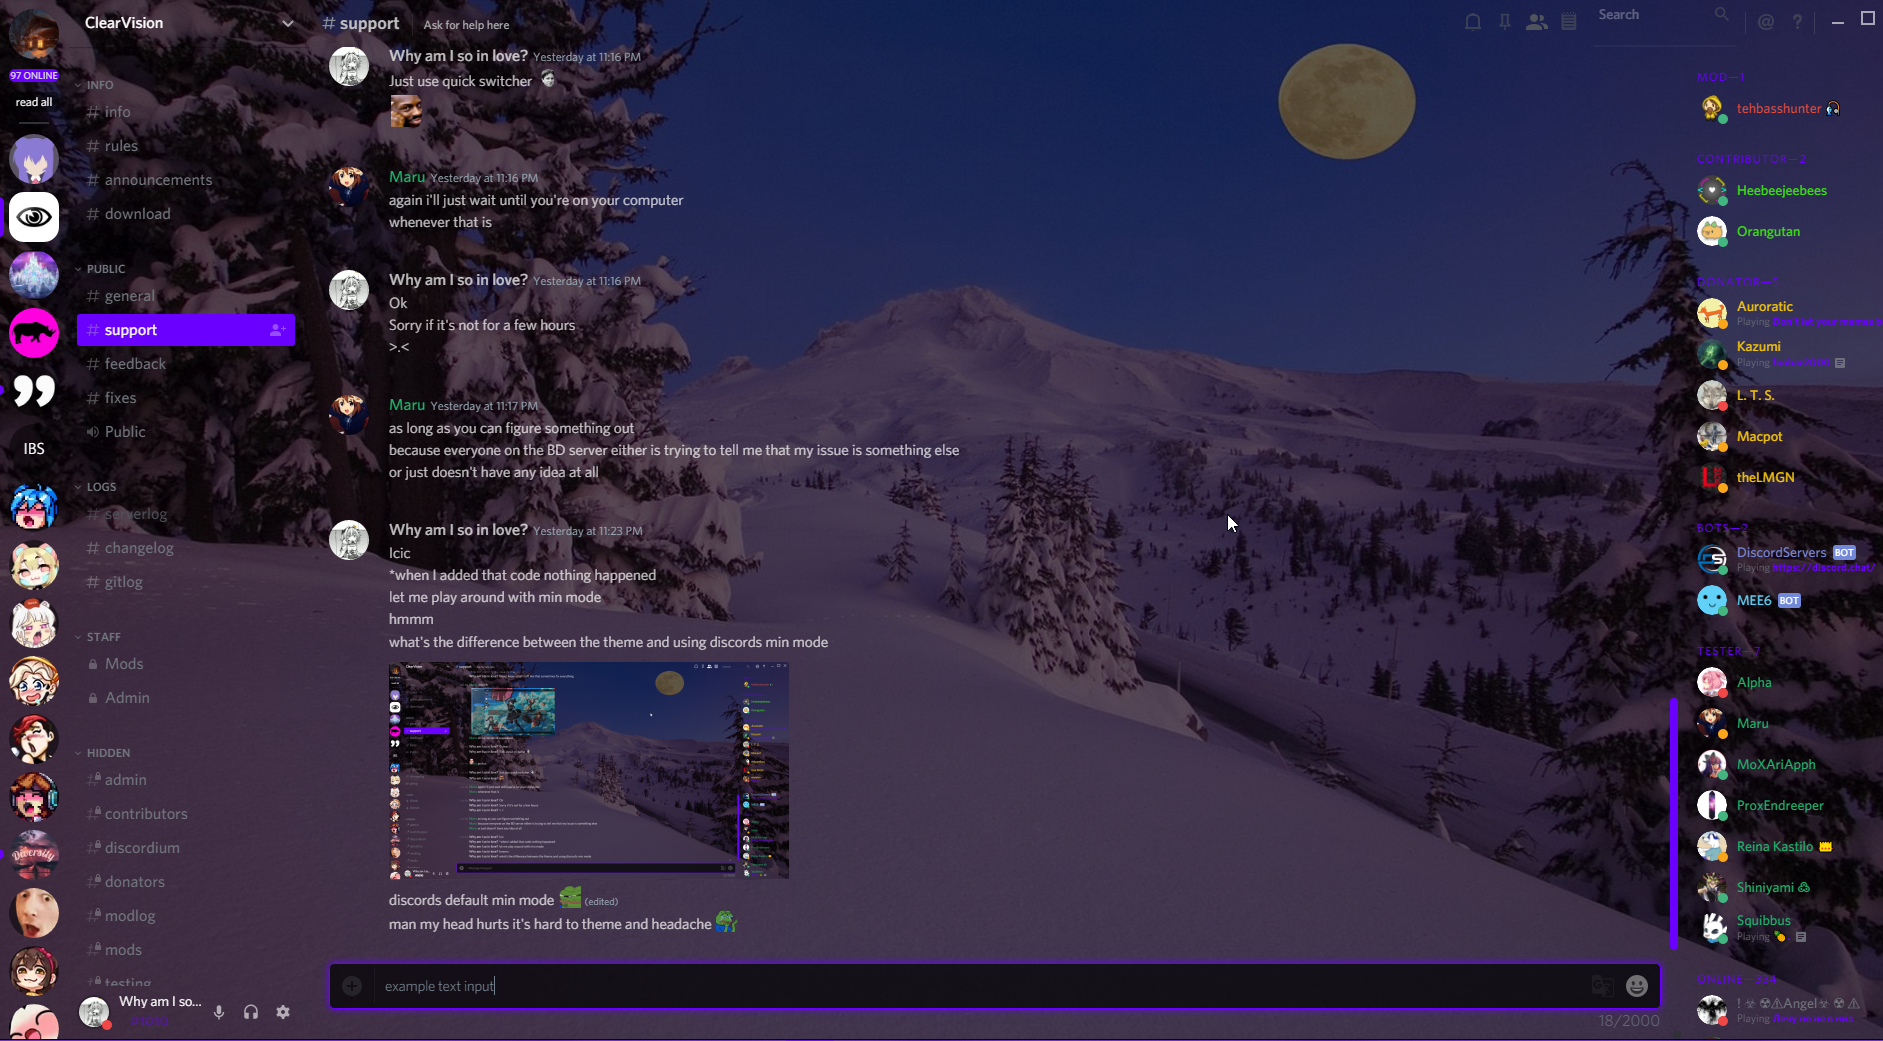 ClearVision
# support
Ask for help here
Search
97 ONLINE
read all
IBS
Diversity
INFO
# info
# rules
# announcements
# download
PUBLIC
# general
# support
# feedback
# fixes
Public
LOGS
# serverlog
# changelog
# gitlog
STAFF
Mods
Admin
HIDDEN
admin
contributors
discordium
donators
modlog
mods
testing
Why am I so...
Why am I so in love? Yesterday at 11:16 PM
Just use quick switcher
Maru Yesterday at 11:16 PM
again i'll just wait until you're on your computer
whenever that is
Why am I so in love? Yesterday at 11:16 PM
Ok
Sorry if it's not for a few hours
>.<
Maru Yesterday at 11:17 PM
as long as you can figure something out
because everyone on the BD server either is trying to tell me that my issue is something else
or just doesn't have any idea at all
Why am I so in love? Yesterday at 11:23 PM
Icic
*when I added that code nothing happened
let me play around with min mode
hmmm
what's the difference between the theme and using discords min mode
discords default min mode (edited)
man my head hurts it's hard to theme and headache
example text input
18/2000
MOD—1
tehbasshunter
CONTRIBUTOR—2
Heebeejeebees
Orangutan
DONATOR—5
Auroratic
Playing
Kazumi
Playing
L. T. S.
Macpot
theLMGN
BOTS—2
DiscordServers BOT
Playing https://discord.chat/
MEE6 BOT
TESTER—7
Alpha
Maru
MoXAriApph
ProxEndreeper
Reina Kastilo
Shiniyami
Squibbus
Playing
ONLINE—334
! ☣ ☢⚠Angel☣ ☢ ⚠
Playing